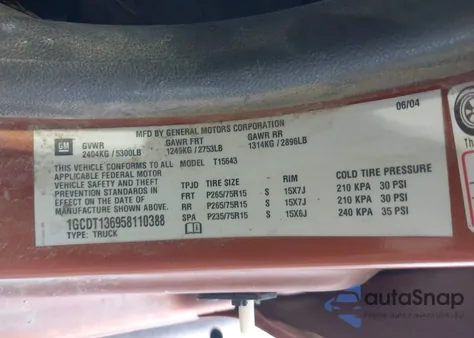 06/04
MFD BY GENERAL MOTORS CORPORATION
GM GVWR GAWR FRT GAWR RR
2404KG / 5300LB 1249KG / 2753LB 1314KG / 2896LB
THIS VEHICLE CONFORMS TO ALL MODEL: T15643
APPLICABLE FEDERAL MOTOR
VEHICLE SAFETY AND THEFT
PREVENTION STANDARDS IN
EFFECT ON THE DATE OF
MANUFACTURE SHOWN ABOVE.
1GCDT136958110388
TYPE: TRUCK
TPJD TIRE SIZE RIM COLD TIRE PRESSURE
FRT P265/75R15 S 15X7J 210 KPA 30 PSI
RR P265/75R15 S 15X7J 210 KPA 30 PSI
SPA P235/75R15 S 15X6J 240 KPA 35 PSI
Th
autoSnap